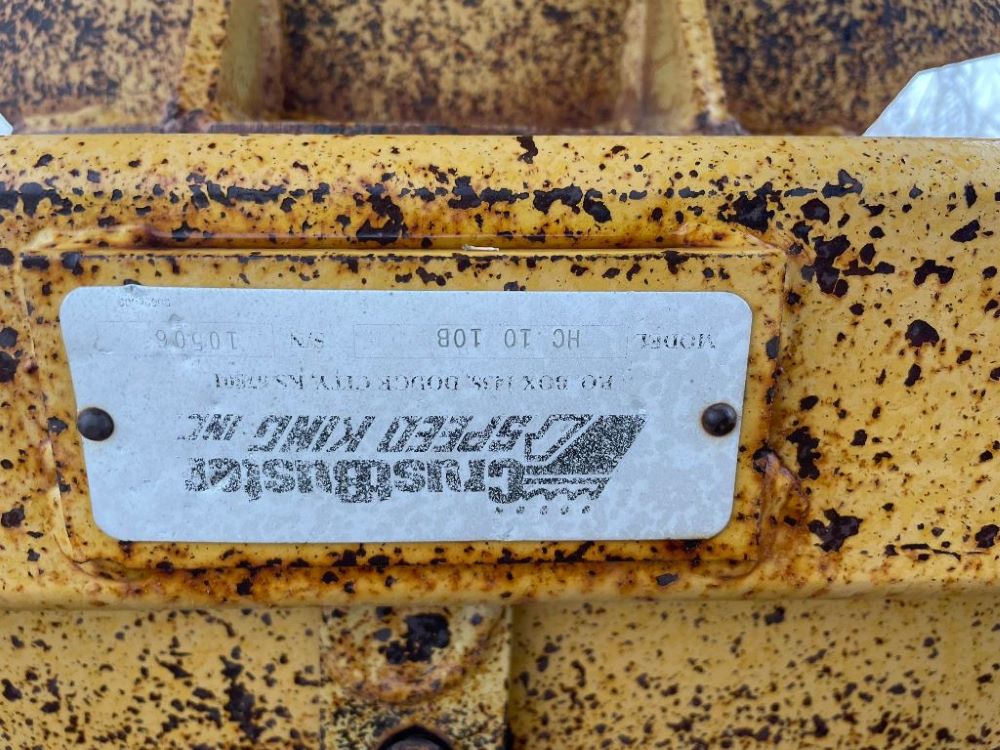 CrustBuster
SPEED KING INC
P.O. BOX 1438, DODGE CITY, KS 67801
MODEL HC 10 10B S/N 10506